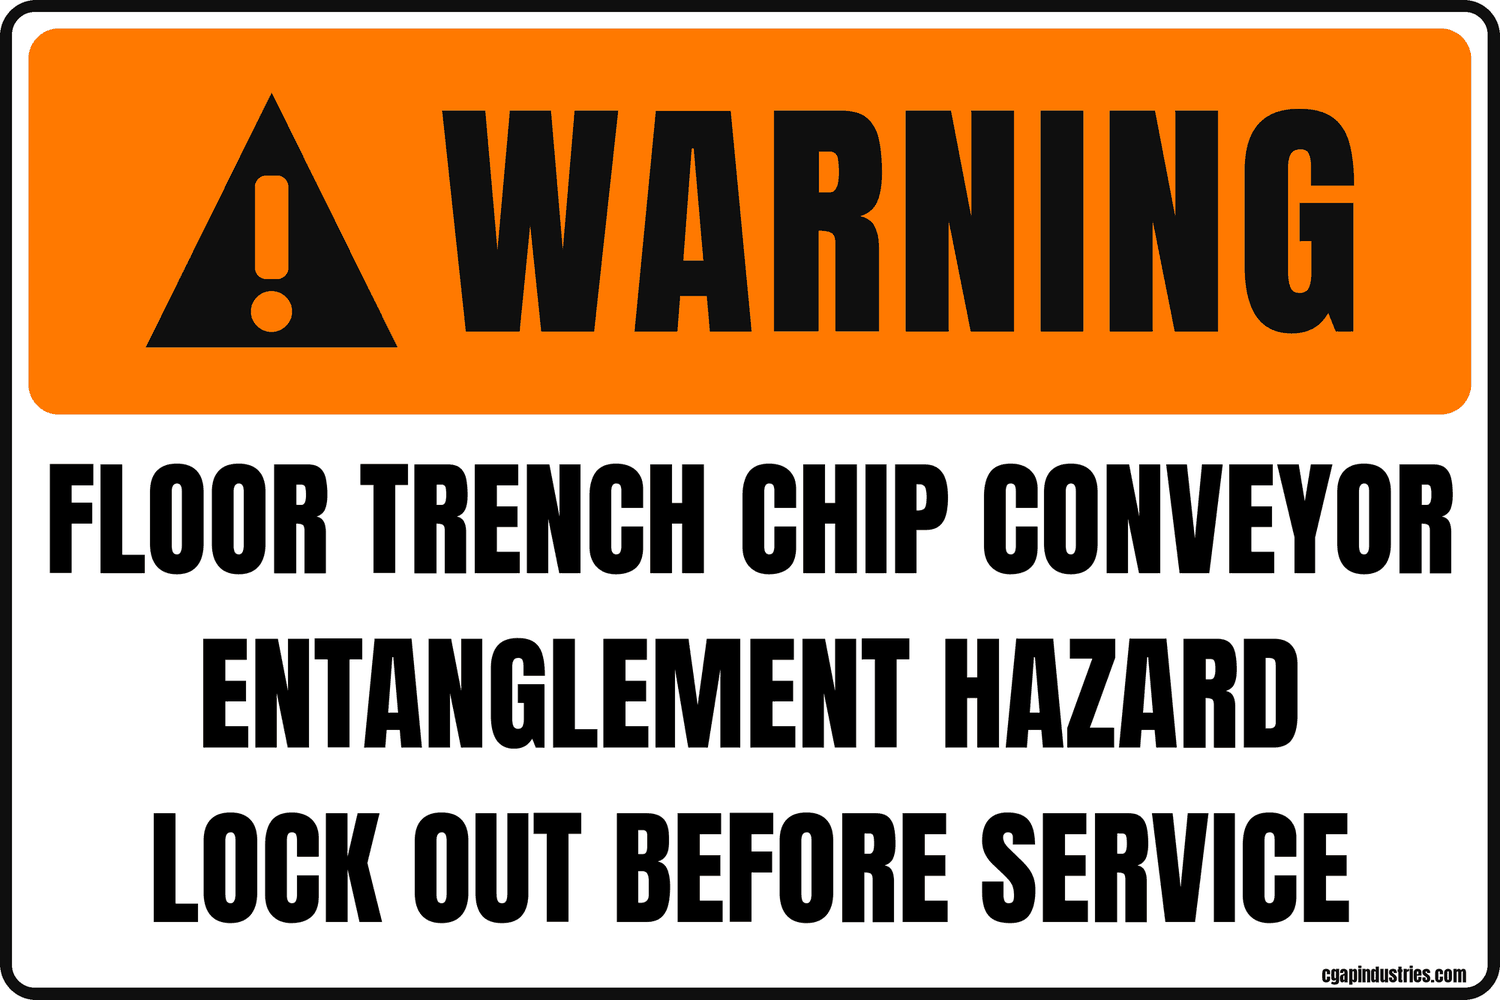 WARNING
FLOOR TRENCH CHIP CONVEYOR
ENTANGLEMENT HAZARD
LOCK OUT BEFORE SERVICE
cgapindustries.com